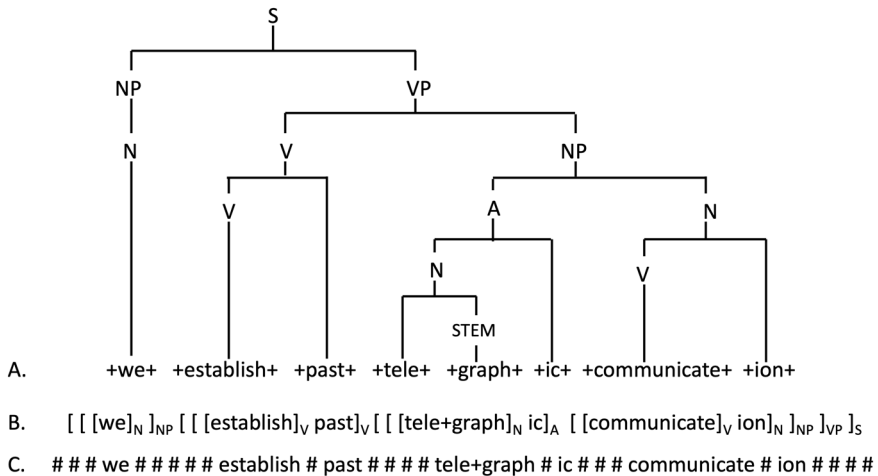 S
NP VP
N V NP
V A N
N V
STEM
A. +we+ +establish+ +past+ +tele+ +graph+ +ic+ +communicate+ +ion+
B. [ [ [we]N ]NP [ [ [establish]V past]V [ [ [tele+graph]N ic]A [ [communicate]V ion]N ]NP ]VP ]S
C. # # # we # # # # # establish # past # # # # tele+graph # ic # # # communicate # ion # # # #